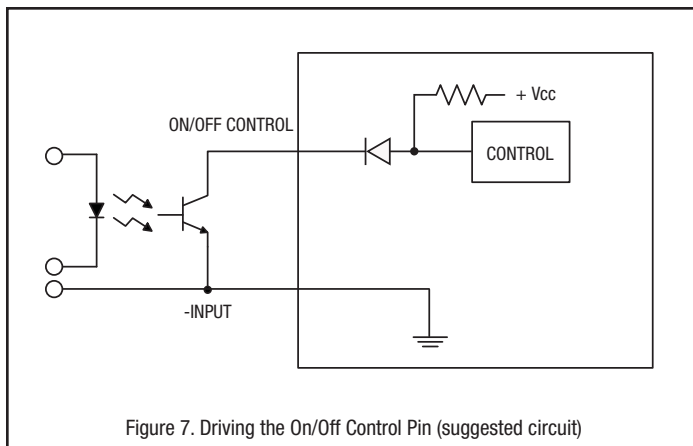 + Vcc
ON/OFF CONTROL
CONTROL
-INPUT
Figure 7. Driving the On/Off Control Pin (suggested circuit)